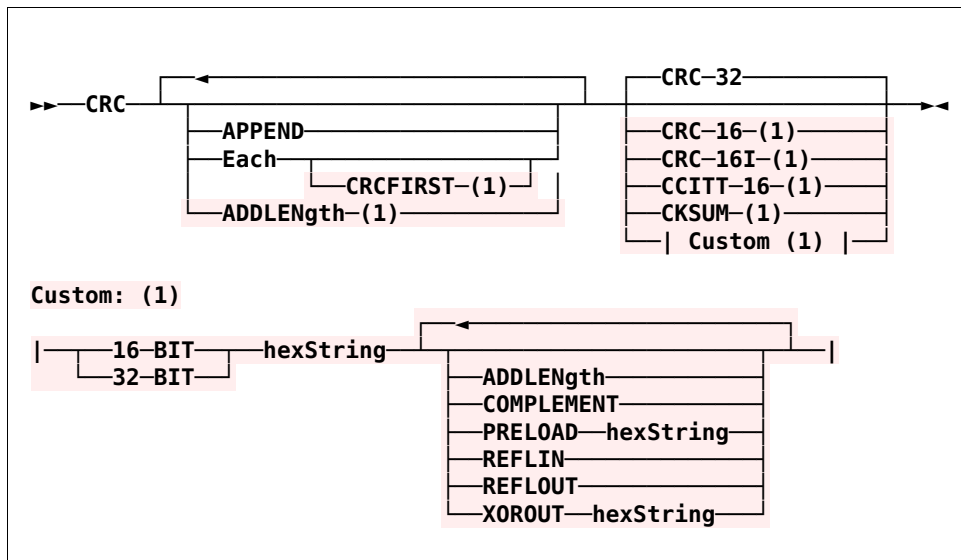 CRC─32
►►──CRC
APPEND CRC─16─(1)
Each CRC─16I─(1)
CRCFIRST─(1) CCITT─16─(1)
ADDLENgth─(1) CKSUM─(1)
| Custom (1) |
Custom: (1)
16─BIT hexString
32─BIT ADDLENgth
COMPLEMENT
PRELOAD──hexString
REFLIN
REFLOUT
XOROUT──hexString